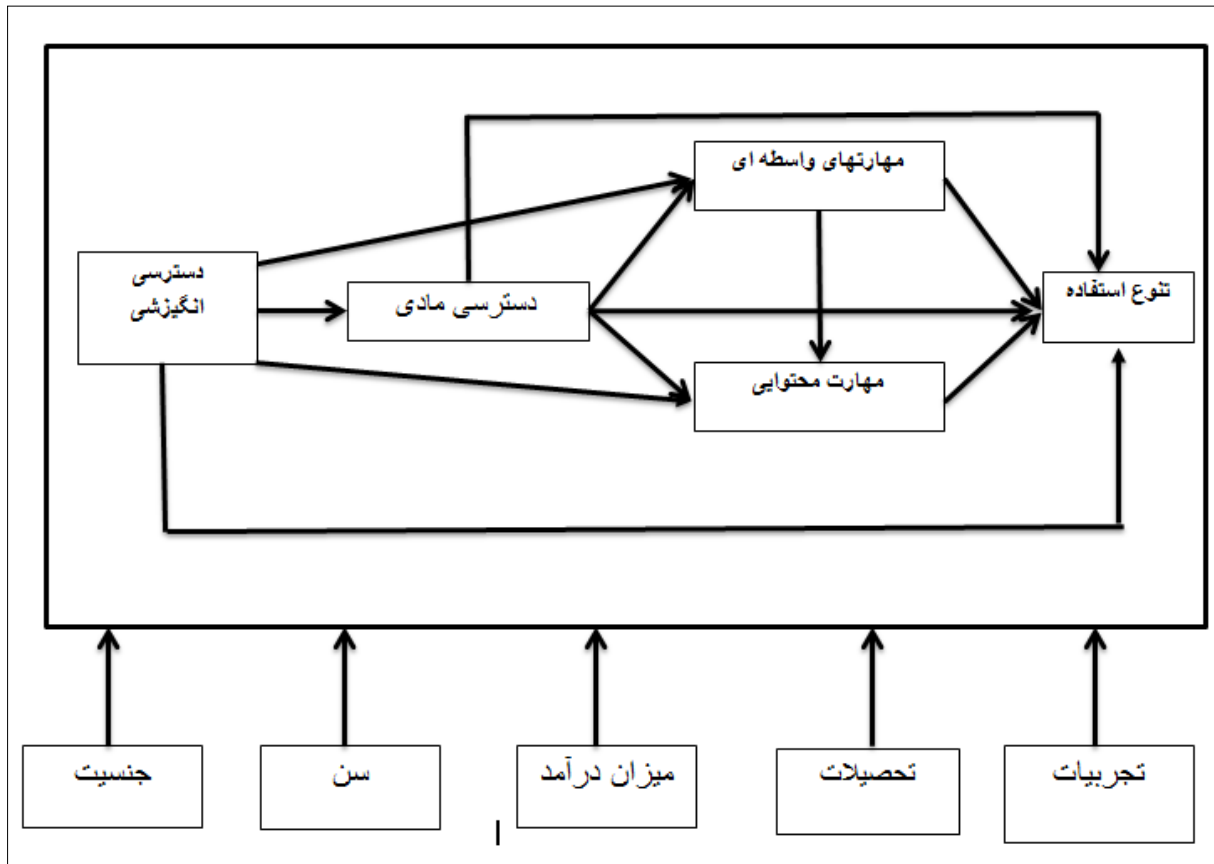 مهارتهای واسطه ای
دسترسی
انگیزشی
دسترسی مادی
تنوع استفاده
مهارت محتوایی
تجربیات
تحصیلات
میزان درآمد
سن
جنسیت